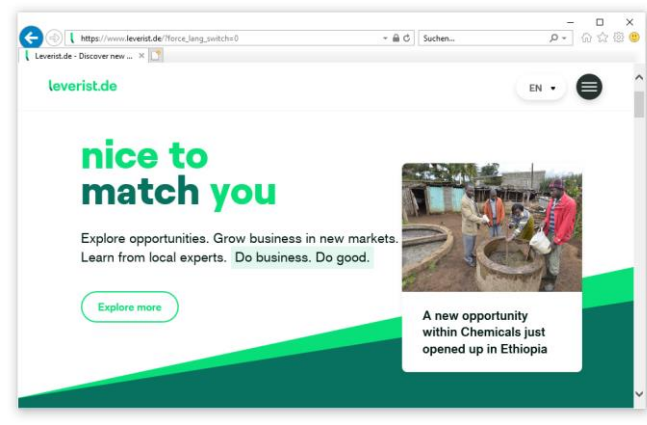 https://www.leverist.de/?force_lang_switch=0
Suchen...
Leverist.de - Discover new ...
leverist.de
EN
nice to
match you
Explore opportunities. Grow business in new markets.
Learn from local experts. Do business. Do good.
Explore more
A new opportunity
within Chemicals just
opened up in Ethiopia